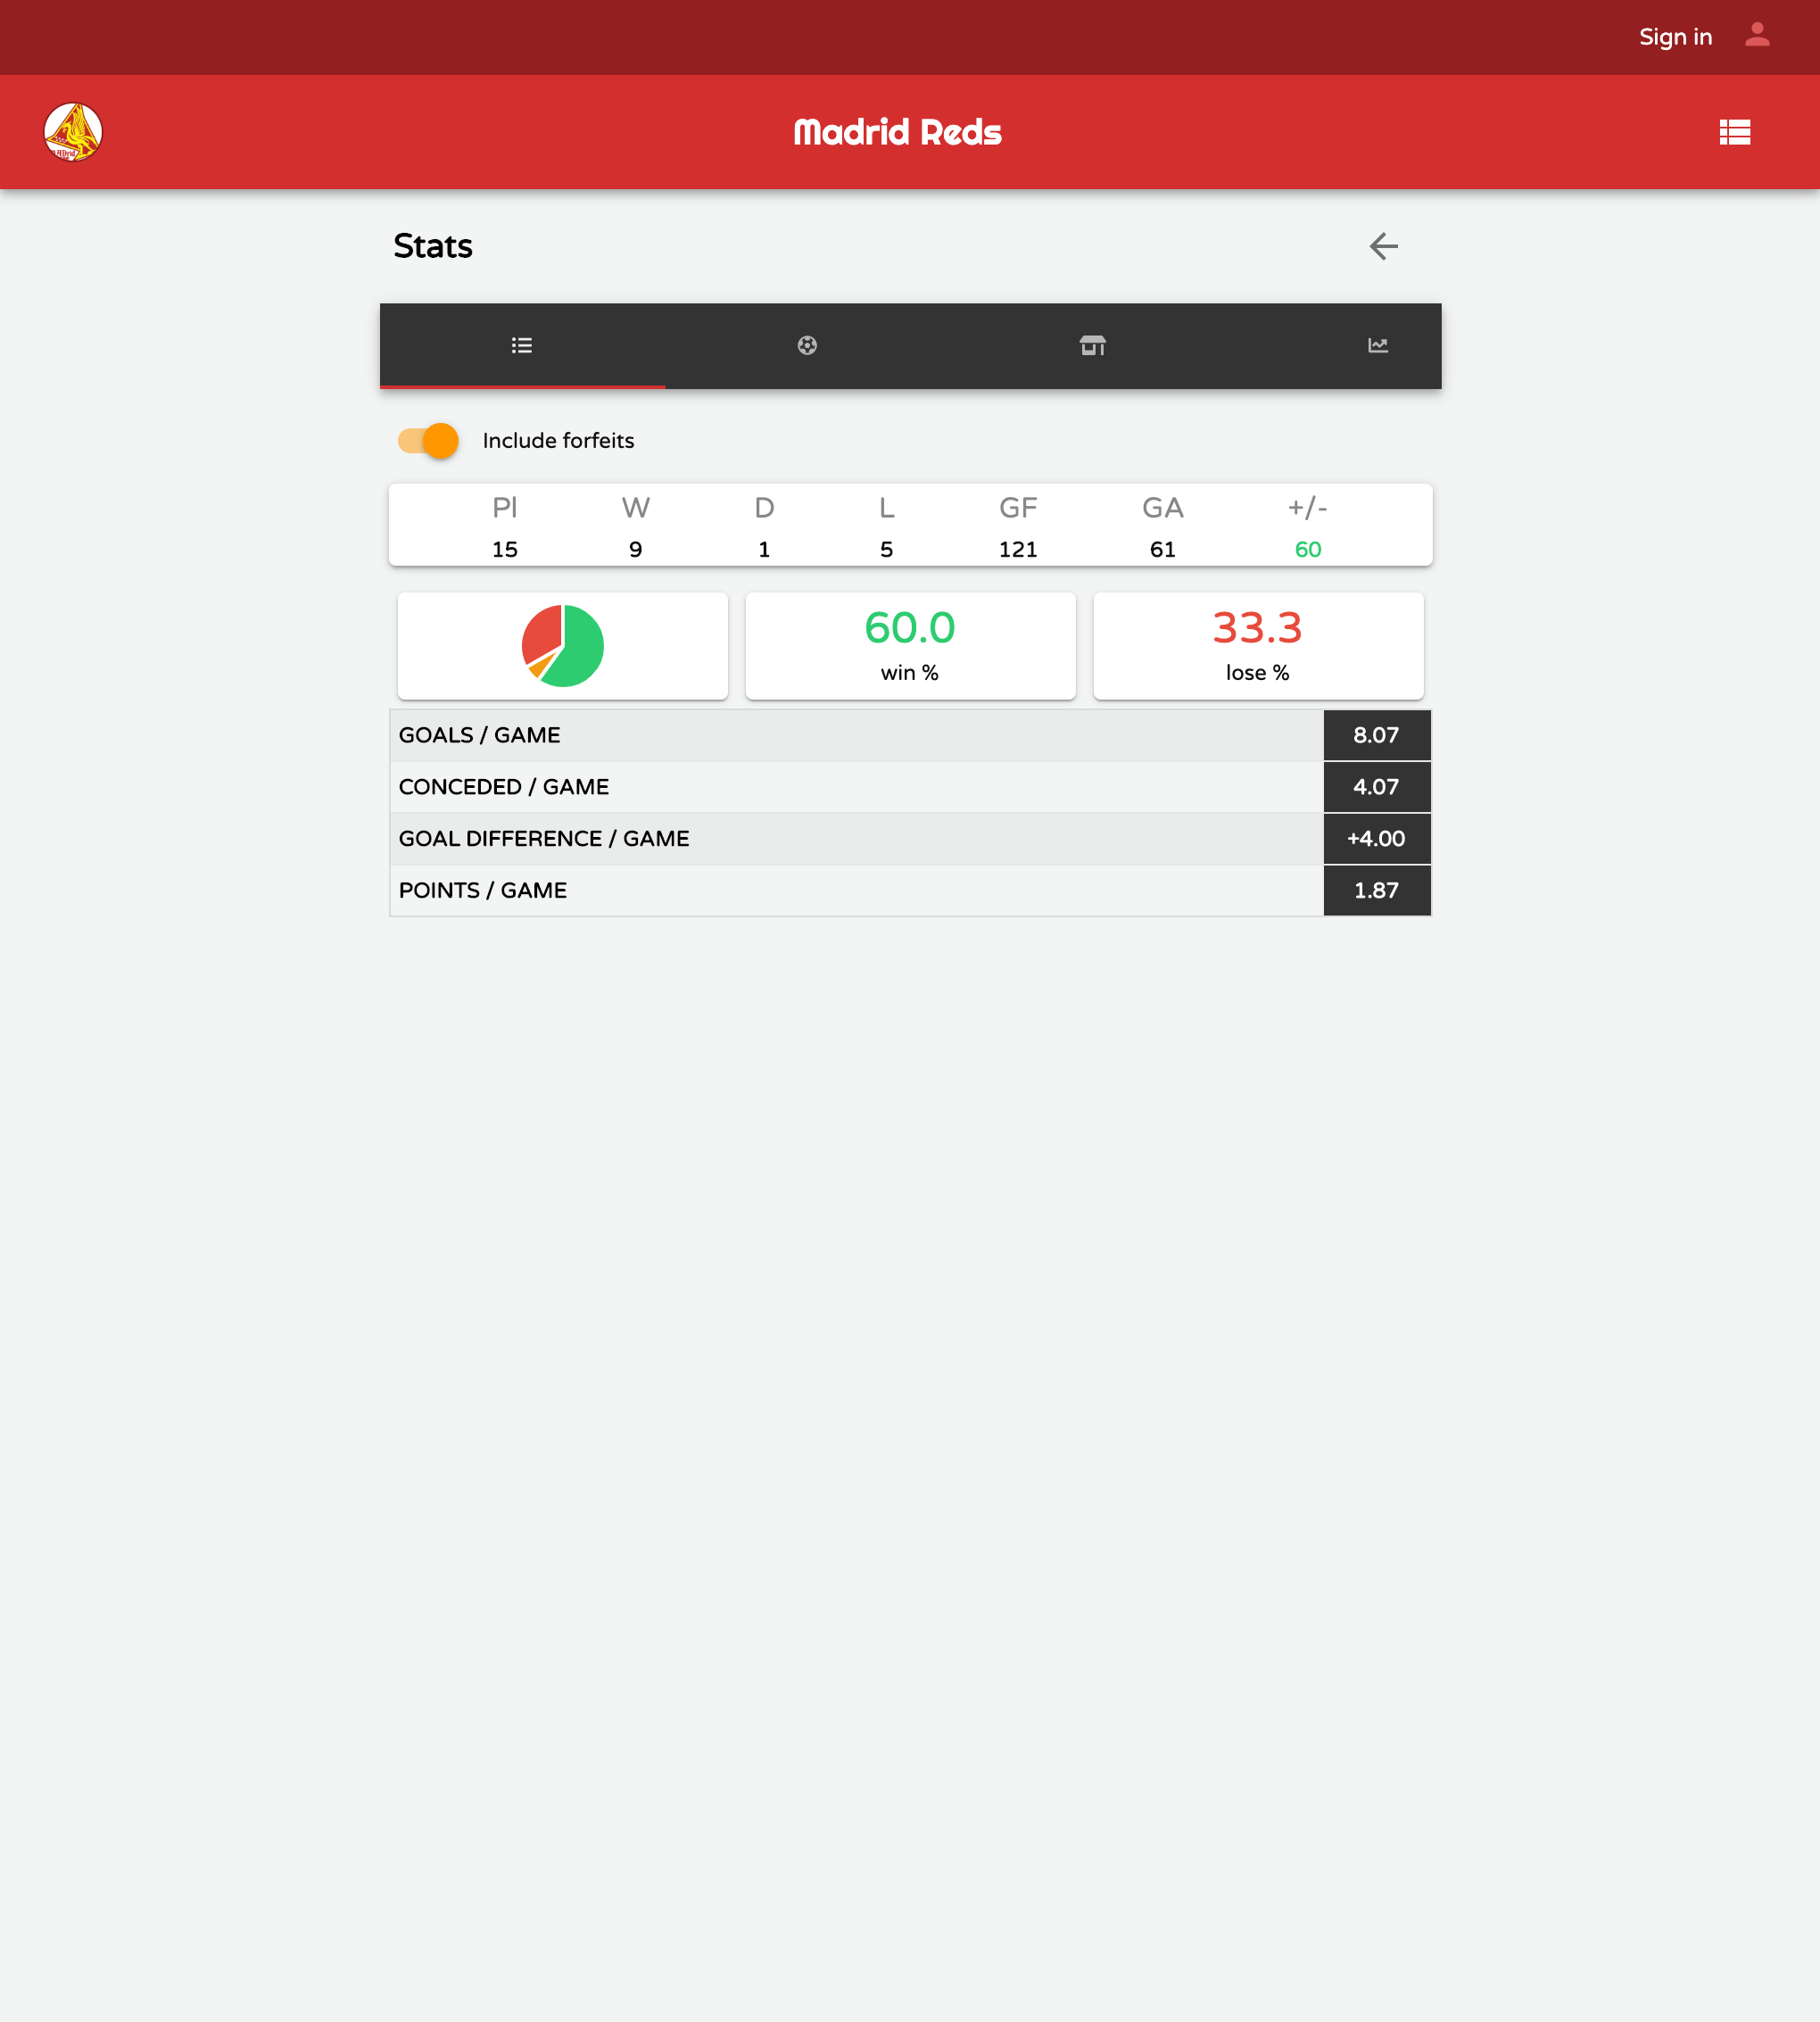 Sign in
Madrid Reds
Stats
Include forfeits
Pl W D L GF GA +/-
15 9 1 5 121 61 60
60.0 33.3
win % lose %
GOALS / GAME 8.07
CONCEDED / GAME 4.07
GOAL DIFFERENCE / GAME +4.00
POINTS / GAME 1.87